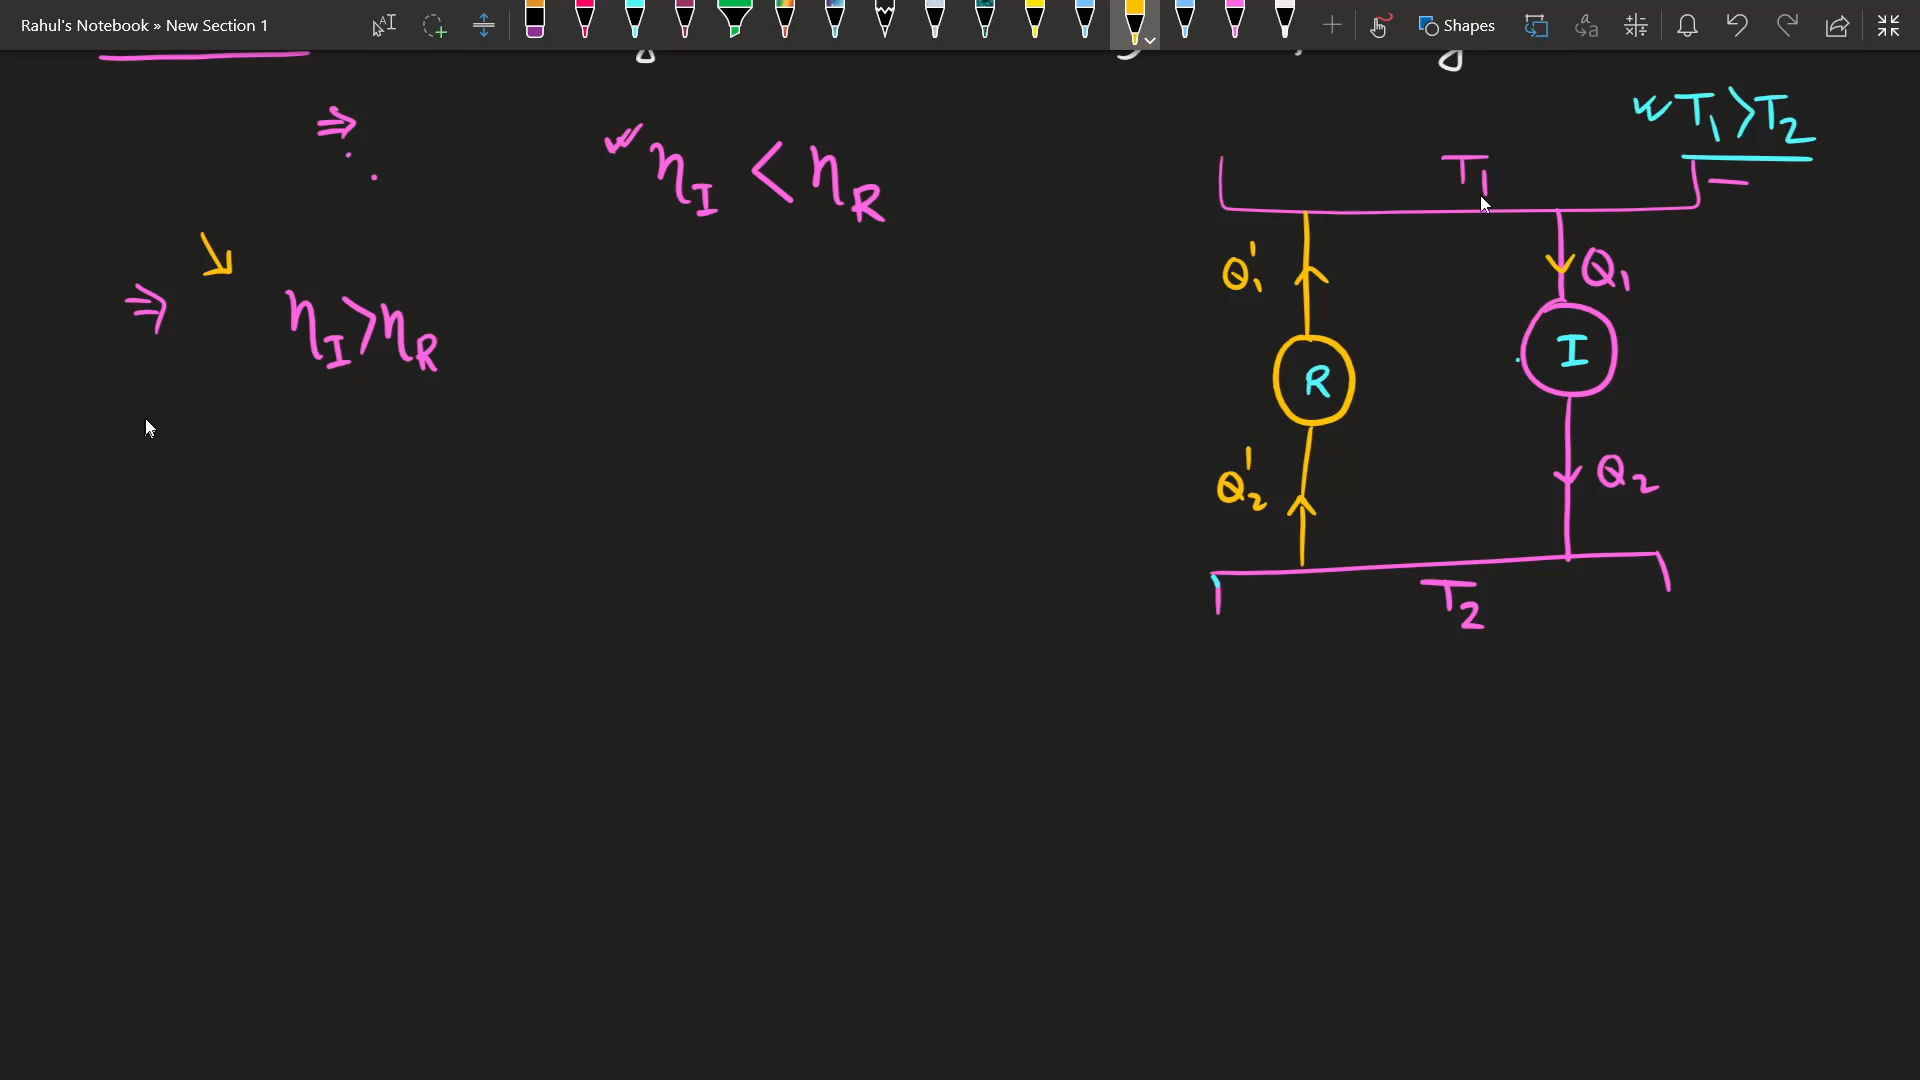 Rahul's Notebook » New Section 1
Shapes
T₁ > T₂
η_I < η_R
T₁
Q₁'
Q₁
⇒ η_I > η_R
R
I
Q₂'
Q₂
T₂